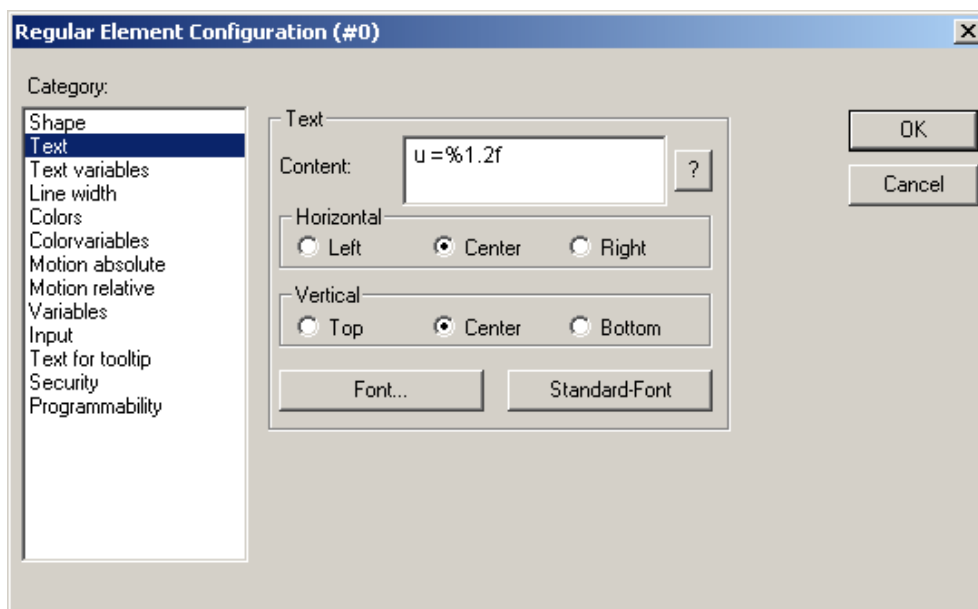 Regular Element Configuration (#0)
Category:
Shape
Text
Text variables
Line width
Colors
Colorvariables
Motion absolute
Motion relative
Variables
Input
Text for tooltip
Security
Programmability
Text
Content:
u =%1.2f
?
Horizontal
Left Center Right
Vertical
Top Center Bottom
Font... Standard-Font
OK
Cancel